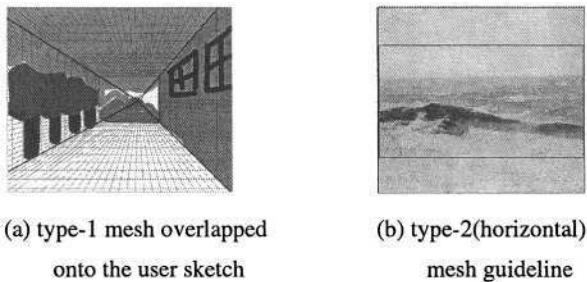 (a) type-1 mesh overlapped
onto the user sketch
(b) type-2(horizontal)
mesh guideline